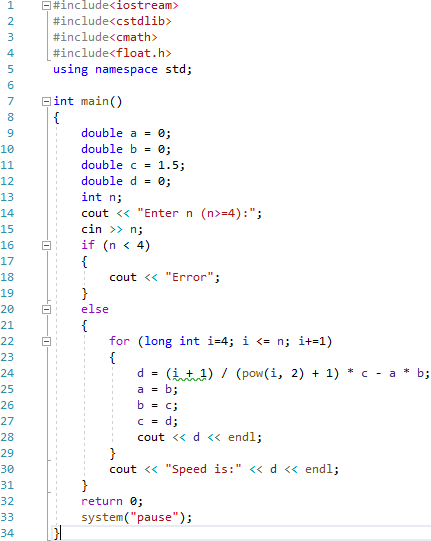 1 #include<iostream>
2 #include<cstdlib>
3 #include<cmath>
4 #include<float.h>
5 using namespace std;
6
7 int main()
8 {
9     double a = 0;
10     double b = 0;
11     double c = 1.5;
12     double d = 0;
13     int n;
14     cout << "Enter n (n>=4):";
15     cin >> n;
16     if (n < 4)
17     {
18         cout << "Error";
19     }
20     else
21     {
22         for (long int i=4; i <= n; i+=1)
23         {
24             d = (i + 1) / (pow(i, 2) + 1) * c - a * b;
25             a = b;
26             b = c;
27             c = d;
28             cout << d << endl;
29         }
30         cout << "Speed is:" << d << endl;
31     }
32     return 0;
33     system("pause");
34 }